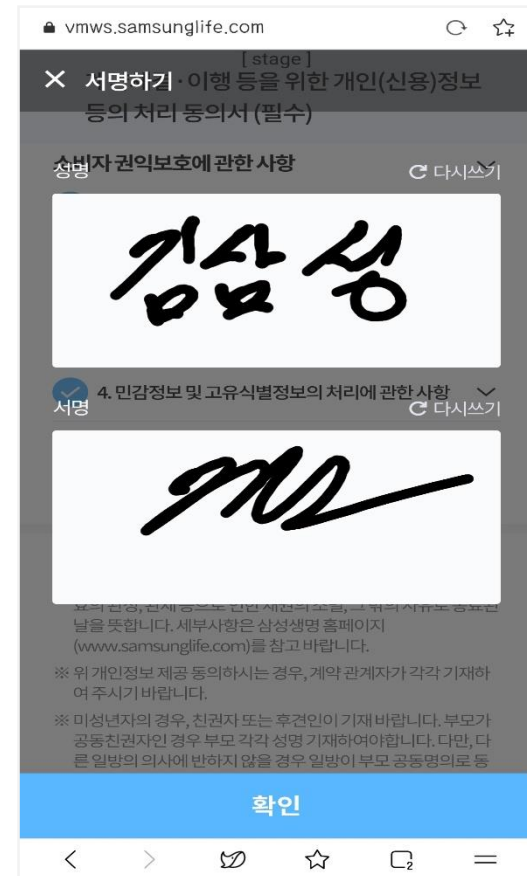 vmws.samsunglife.com
[ stage ]
서명하기
· 이행 등을 위한 개인(신용)정보
등의 처리 동의서 (필수)
소비자 권익보호에 관한 사항
성명
다시쓰기
김삼성
4. 민감정보 및 고유식별정보의 처리에 관한 사항
서명
다시쓰기
날을 뜻합니다. 세부사항은 삼성생명 홈페이지
(www.samsunglife.com)를 참고 바랍니다.
※ 위 개인정보 제공 동의하시는 경우, 계약 관계자가 각각 기재하
여 주시기 바랍니다.
※ 미성년자의 경우, 친권자 또는 후견인이 기재 바랍니다. 부모가
공동친권자인 경우 부모 각각 성명 기재하여야합니다. 다만, 다
른 일방의 의사에 반하지 않을 경우 일방이 부모 공동명의로 동
확인
2